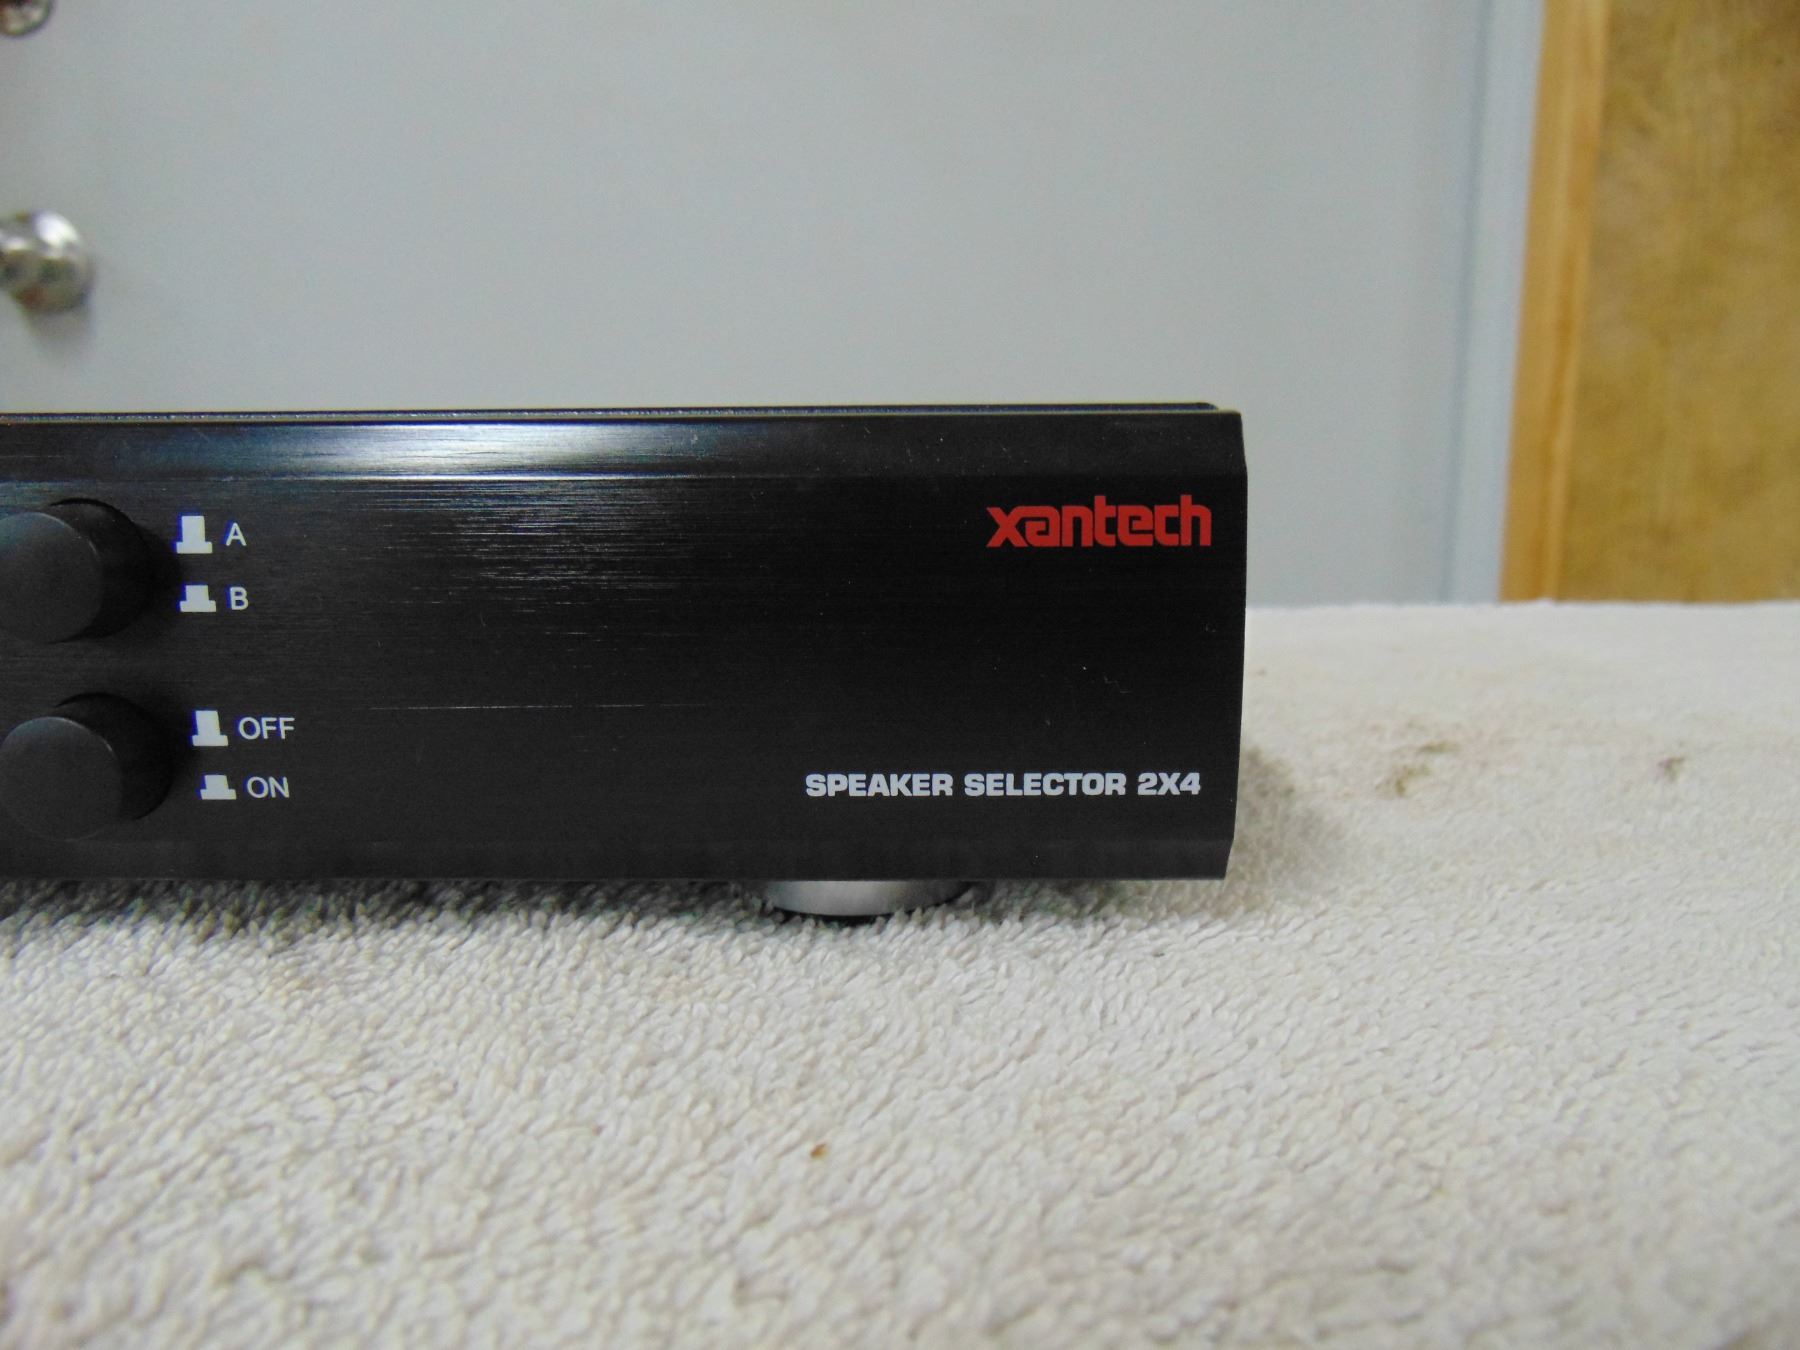 xantech
A
B
OFF
ON
SPEAKER SELECTOR 2X4